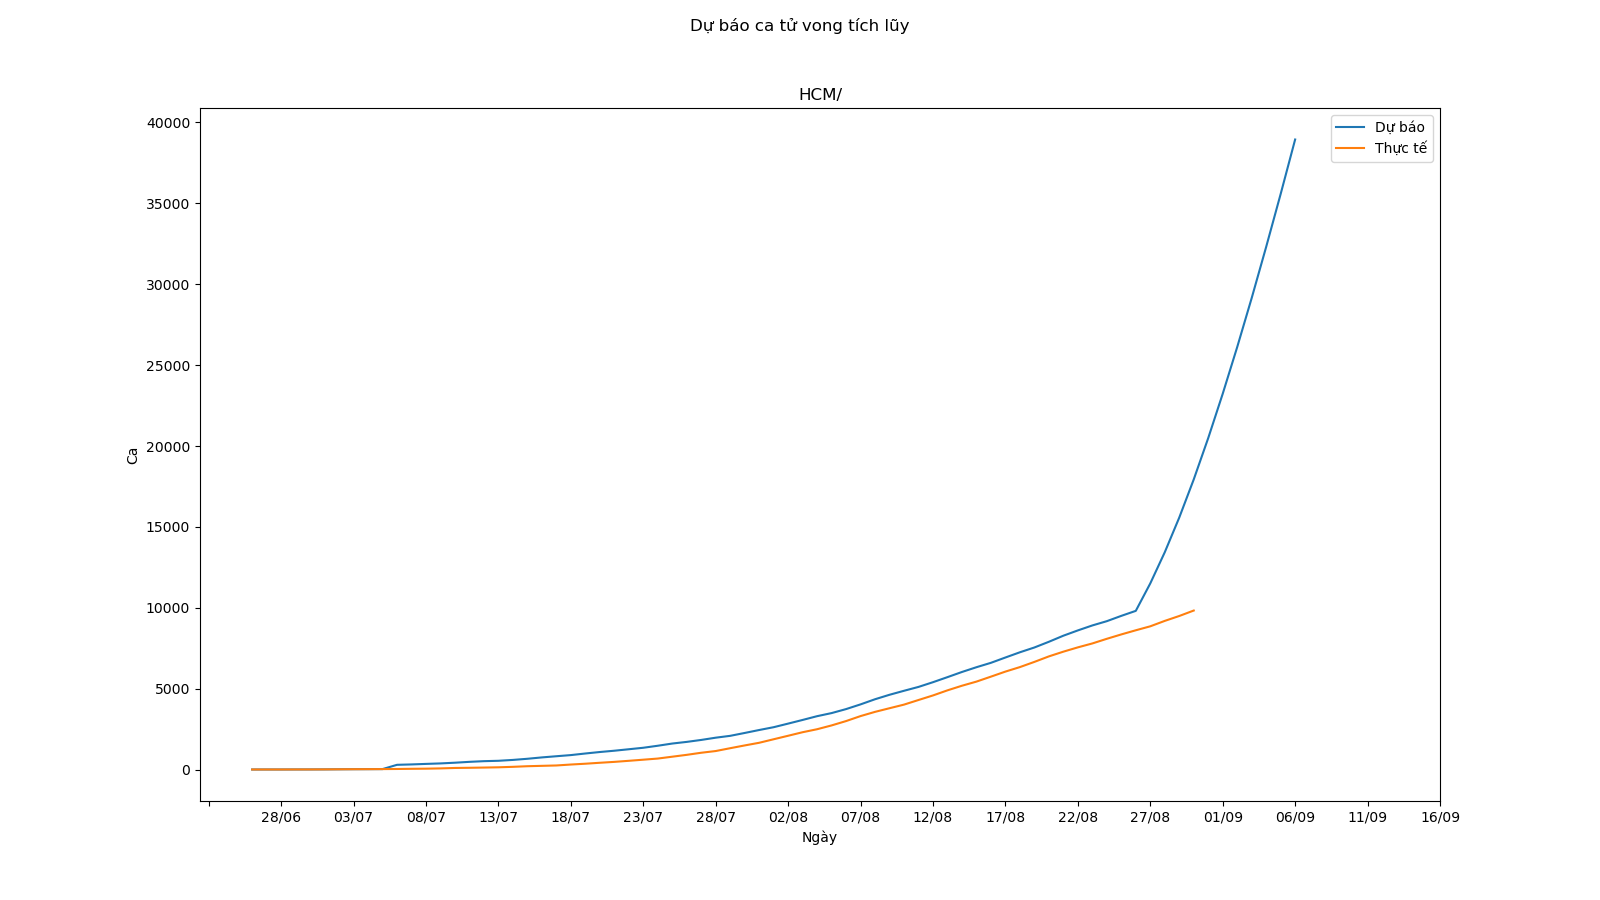 Dự báo ca tử vong tích lũy
HCM/
Dự báo
Thực tế
40000
35000
30000
25000
20000
15000
10000
5000
0
Ca
28/06 03/07 08/07 13/07 18/07 23/07 28/07 02/08 07/08 12/08 17/08 22/08 27/08 01/09 06/09 11/09 16/09
Ngày